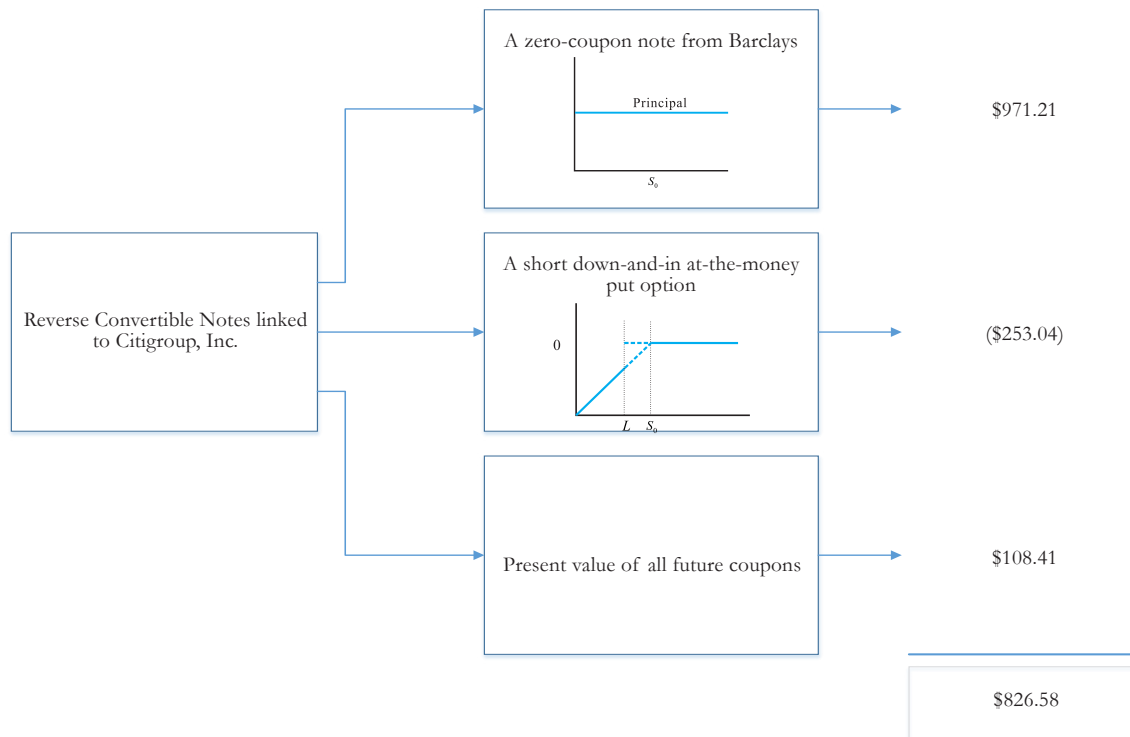 A zero-coupon note from Barclays
Principal
S₀
$971.21
Reverse Convertible Notes linked
to Citigroup, Inc.
A short down-and-in at-the-money
put option
0
L S₀
($253.04)
Present value of all future coupons
$108.41
$826.58